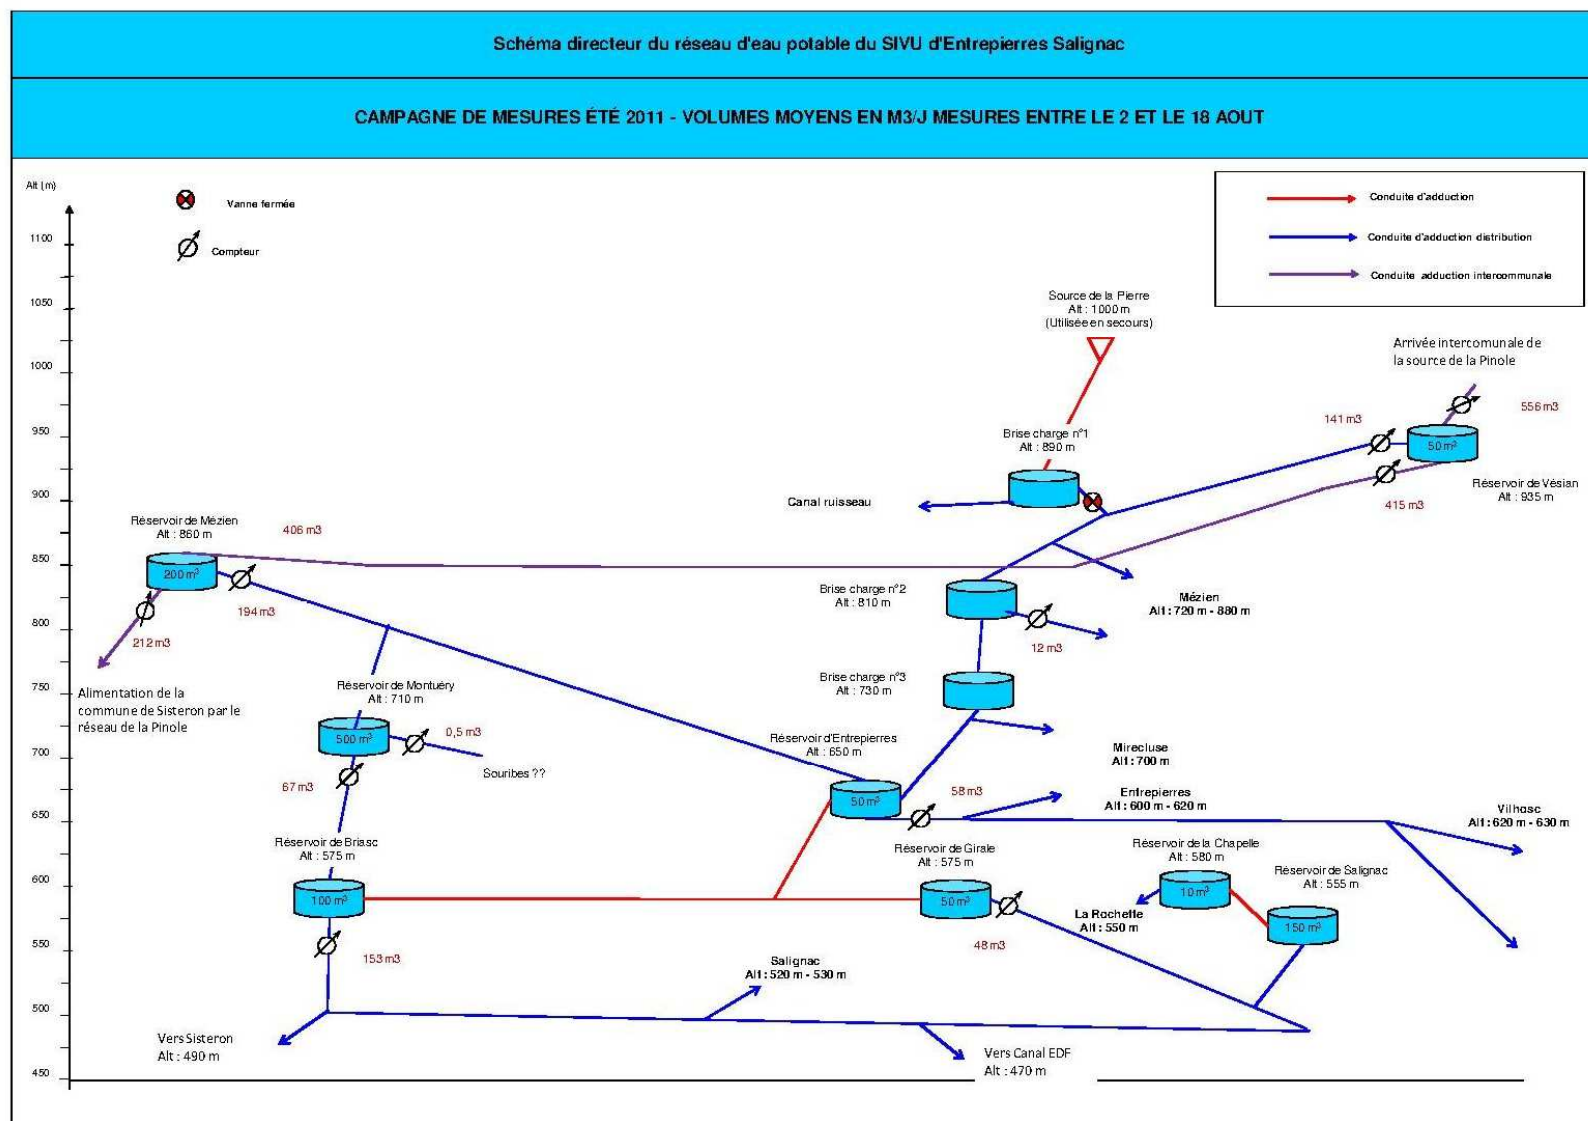 Schéma directeur du réseau d'eau potable du SIVU d'Entrepierres Salignac
CAMPAGNE DE MESURES ÉTÉ 2011 - VOLUMES MOYENS EN M3/J MESURES ENTRE LE 2 ET LE 18 AOUT
Alt (m)
1100
1050
1000
950
900
850
800
750
700
650
600
550
500
450
Vanne fermée
Compteur
Conduite d'adduction
Conduite d'adduction distribution
Conduite adduction intercommunale
Source de la Pierre
Alt : 1000 m
(Utilisée en secours)
Arrivée intercomunale de
la source de la Pinole
556 m3
141 m3
50 m³
Réservoir de Vésian
Alt : 935 m
415 m3
Brise charge n°1
Alt : 890 m
Canal ruisseau
Réservoir de Mézien
Alt : 860 m
406 m3
200 m³
194 m3
212 m3
Alimentation de la
commune de Sisteron par le
réseau de la Pinole
Brise charge n°2
Alt : 810 m
Mézien
Alt : 720 m - 880 m
12 m3
Brise charge n°3
Alt : 730 m
Mirecluse
Alt : 700 m
Réservoir de Montuéry
Alt : 710 m
500 m³
0,5 m3
Souribes ??
67 m3
Réservoir d'Entrepierres
Alt : 650 m
50 m³
58 m3
Entrepierres
Alt : 600 m - 620 m
Vilhosc
Alt : 620 m - 630 m
Réservoir de Briasc
Alt : 575 m
100 m³
153 m3
Réservoir de Girale
Alt : 575 m
50 m³
48 m3
Réservoir de la Chapelle
Alt : 580 m
10 m³
La Rochette
Alt : 550 m
Réservoir de Salignac
Alt : 555 m
150 m³
Salignac
Alt : 520 m - 530 m
Vers Sisteron
Alt : 490 m
Vers Canal EDF
Alt : 470 m